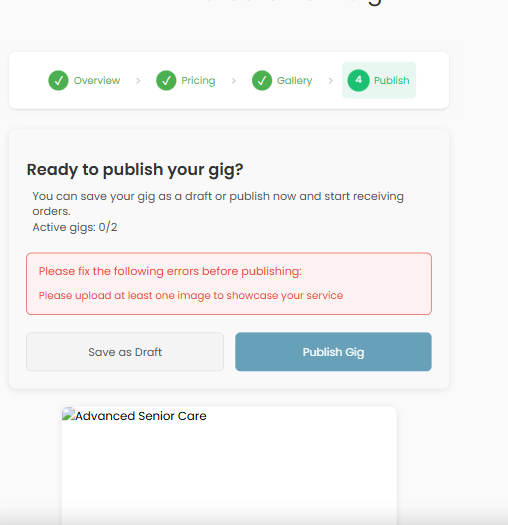 Overview
Pricing
Gallery
4 Publish
Ready to publish your gig?
You can save your gig as a draft or publish now and start receiving
orders.
Active gigs: 0/2
Please fix the following errors before publishing:
Please upload at least one image to showcase your service
Save as Draft
Publish Gig
Advanced Senior Care